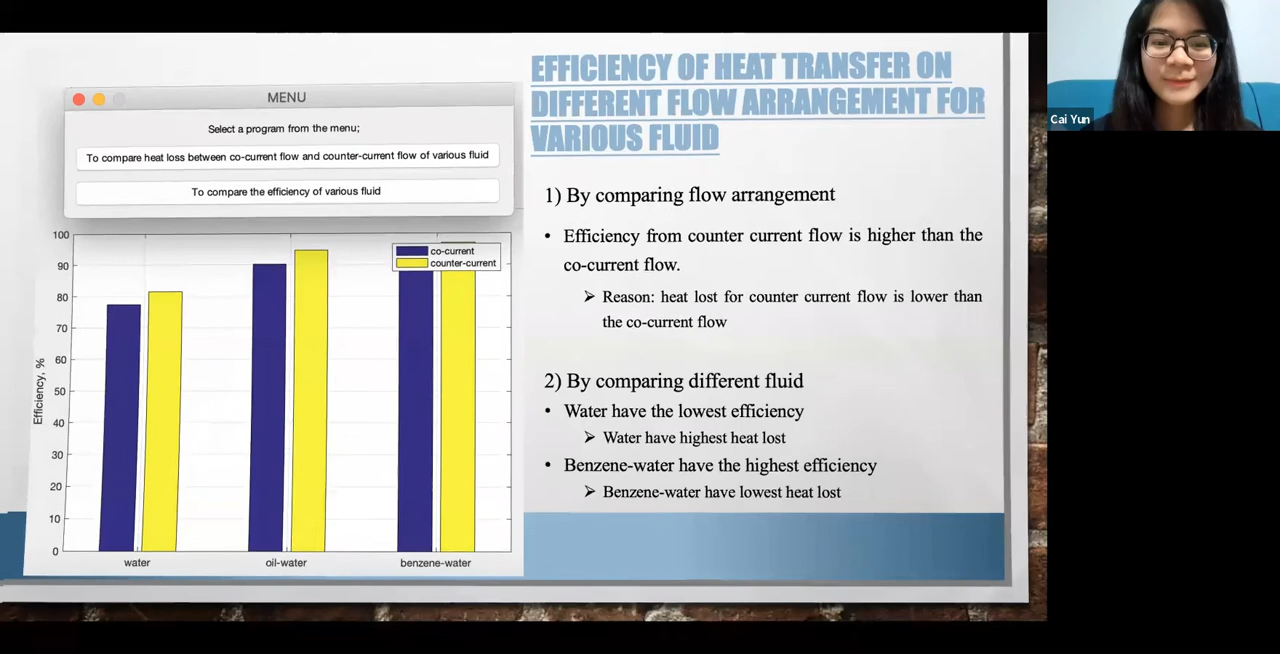 MENU
Select a program from the menu;
To compare heat loss between co-current flow and counter-current flow of various fluid
To compare the efficiency of various fluid
100
90
80
70
60
50
40
30
20
10
0
Efficiency, %
co-current
counter-current
water
oil-water
benzene-water
EFFICIENCY OF HEAT TRANSFER ON
DIFFERENT FLOW ARRANGEMENT FOR
VARIOUS FLUID
1) By comparing flow arrangement
• Efficiency from counter current flow is higher than the
co-current flow.
➢ Reason: heat lost for counter current flow is lower than
the co-current flow
2) By comparing different fluid
• Water have the lowest efficiency
➢ Water have highest heat lost
• Benzene-water have the highest efficiency
➢ Benzene-water have lowest heat lost
Cai Yun